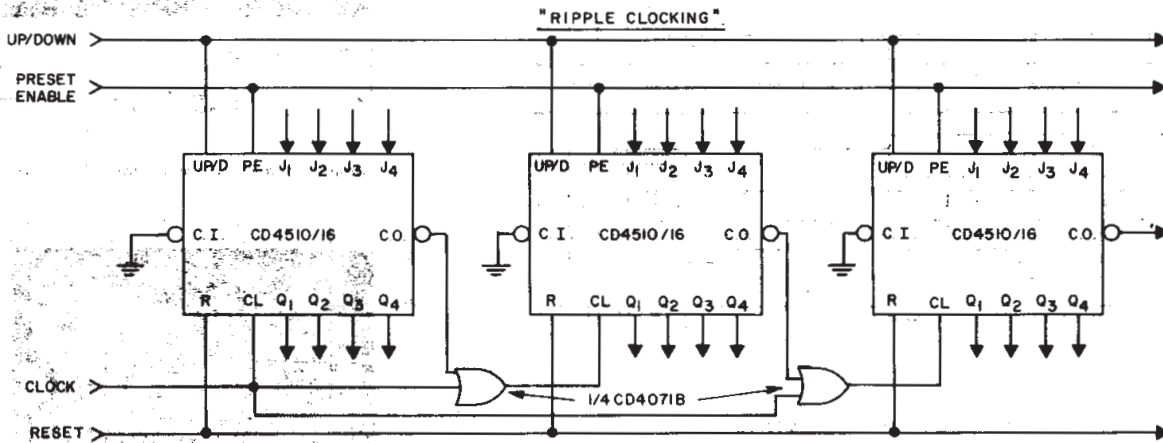 "RIPPLE CLOCKING".
UP/DOWN
PRESET
ENABLE
UP/D PE J1 J2 J3 J4
UP/D PE J1 J2 J3 J4
UP/D PE J1 J2 J3 J4
C.I. CD4510/16 C.O.
C.I. CD4510/16 C.O.
C.I. CD4510/16 C.O.
R CL Q1 Q2 Q3 Q4
R CL Q1 Q2 Q3 Q4
R CL Q1 Q2 Q3 Q4
CLOCK
1/4 CD4071B
RESET